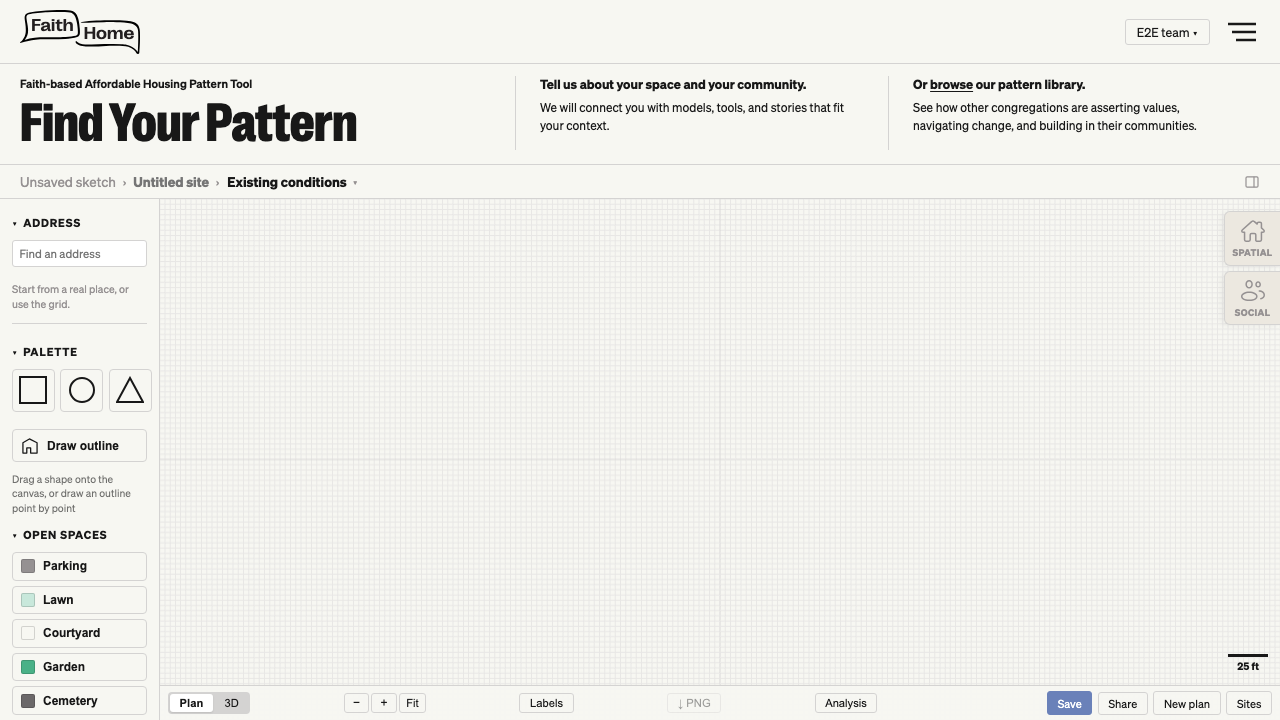 Faith
Home
E2E team ▾
Faith-based Affordable Housing Pattern Tool
Find Your Pattern
Tell us about your space and your community.
We will connect you with models, tools, and stories that fit
your context.
Or browse our pattern library.
See how other congregations are asserting values,
navigating change, and building in their communities.
Unsaved sketch › Untitled site › Existing conditions ▾
▾ ADDRESS
Find an address
Start from a real place, or
use the grid.
▾ PALETTE
Draw outline
Drag a shape onto the
canvas, or draw an outline
point by point
▾ OPEN SPACES
Parking
Lawn
Courtyard
Garden
Cemetery
SPATIAL
SOCIAL
25 ft
Plan 3D − + Fit Labels ↓ PNG Analysis Save Share New plan Sites